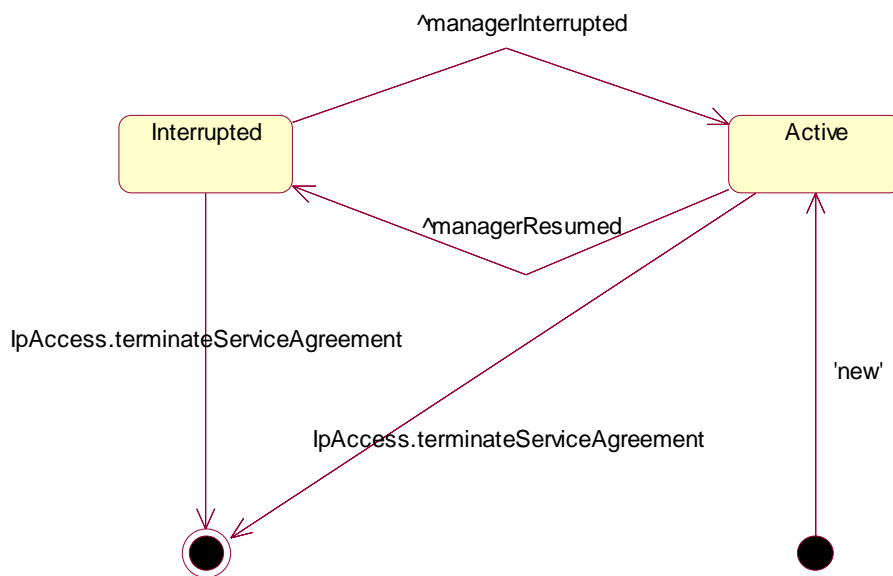 ^managerInterrupted
Interrupted
Active
^managerResumed
IpAccess.terminateServiceAgreement
'new'
IpAccess.terminateServiceAgreement